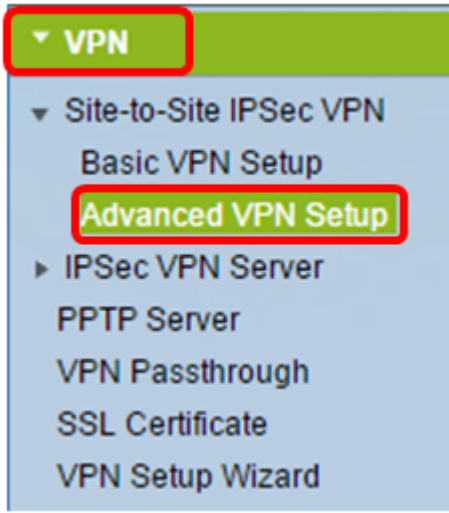 VPN
Site-to-Site IPSec VPN
Basic VPN Setup
Advanced VPN Setup
IPSec VPN Server
PPTP Server
VPN Passthrough
SSL Certificate
VPN Setup Wizard